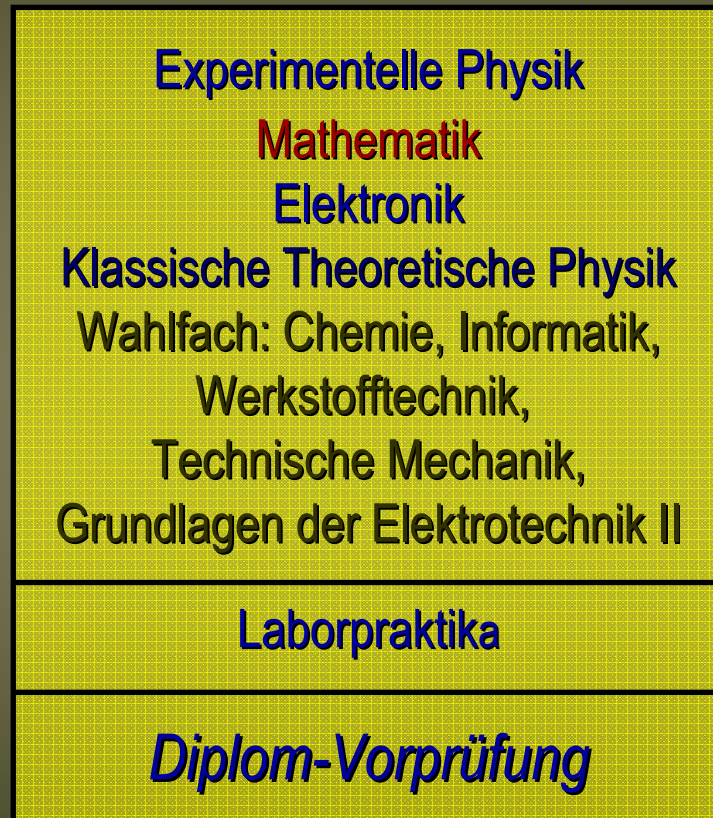 Experimentelle Physik
Mathematik
Elektronik
Klassische Theoretische Physik
Wahlfach: Chemie, Informatik,
Werkstofftechnik,
Technische Mechanik,
Grundlagen der Elektrotechnik II
Laborpraktika
Diplom-Vorprüfung